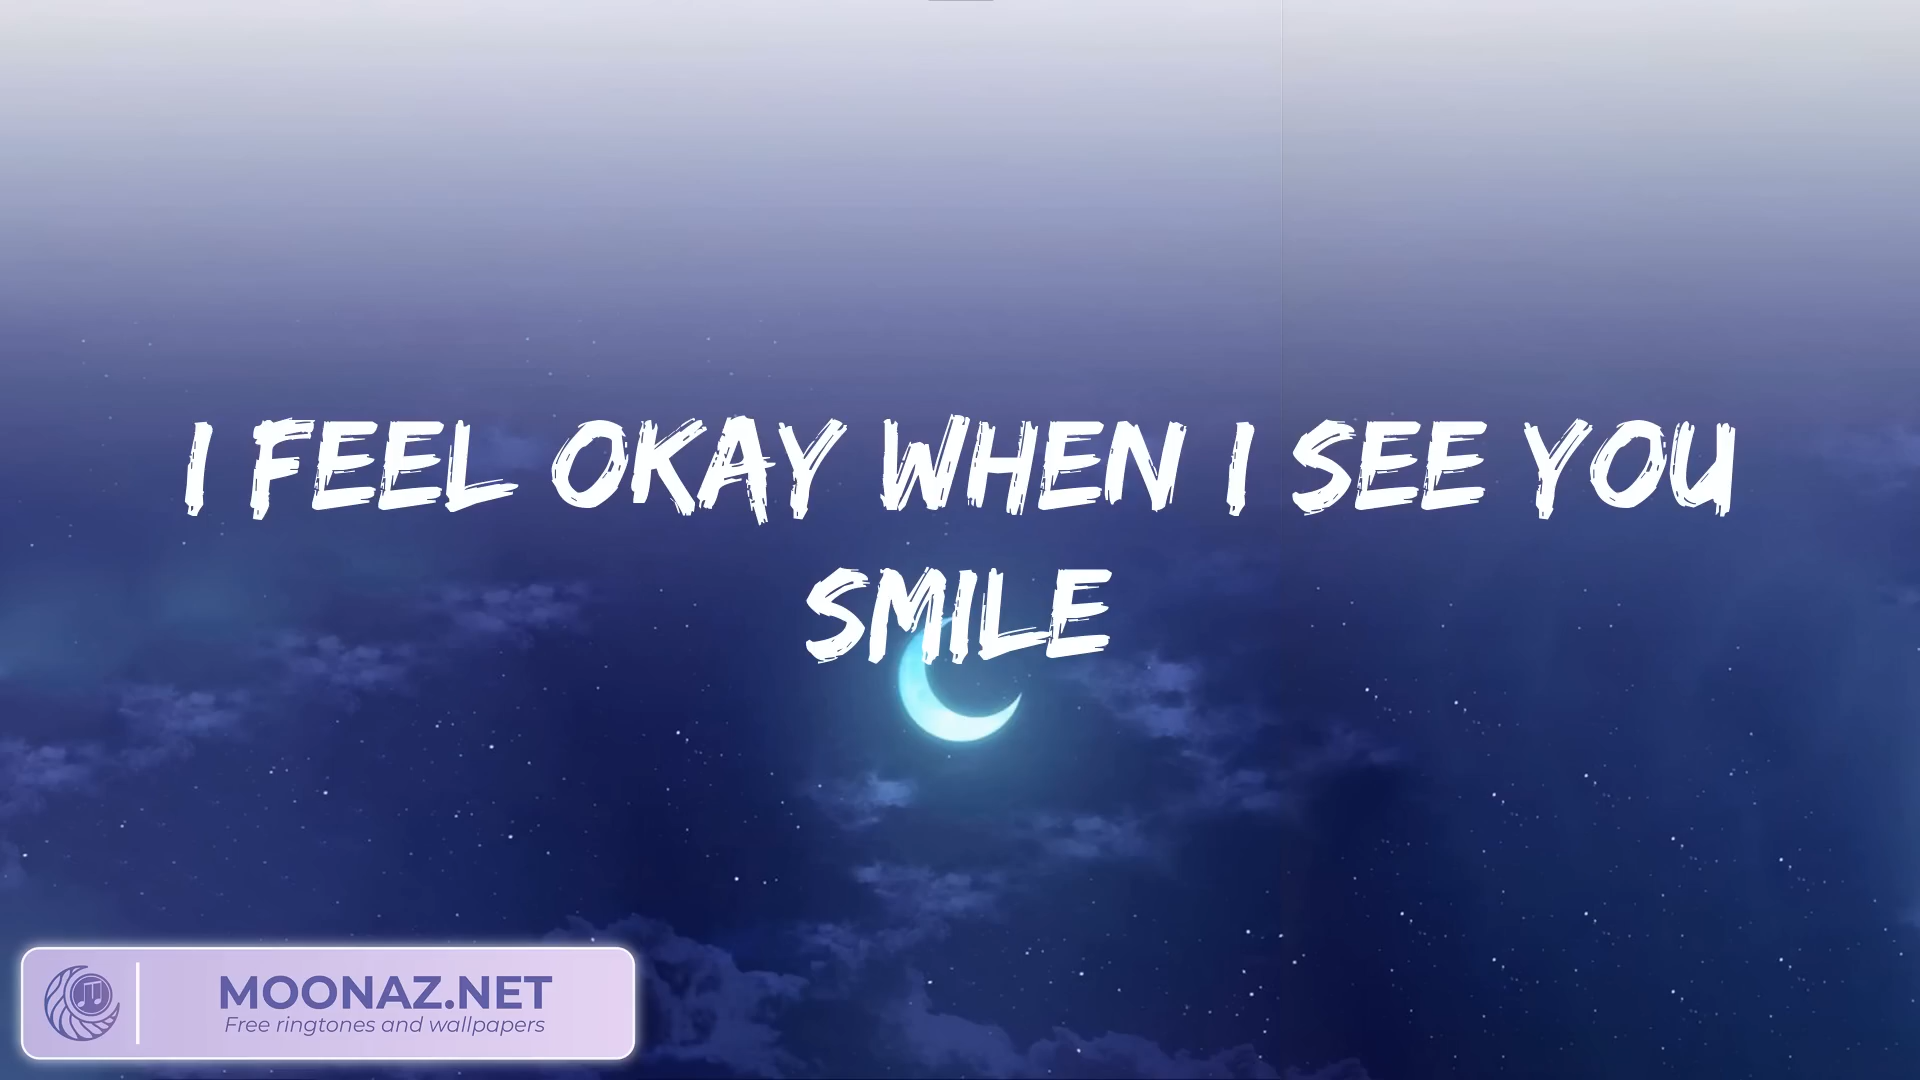 I FEEL OKAY WHEN I SEE YOU
SMILE
MOONAZ.NET
Free ringtones and wallpapers